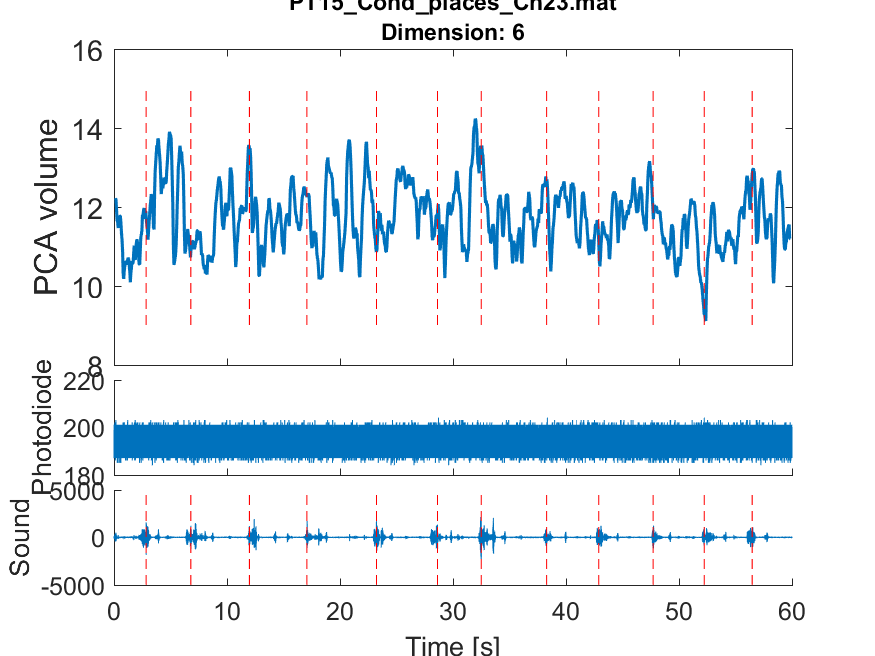 PT15_Cond_places_Ch23.mat
Dimension: 6
16
14
12
10
8
PCA volume
220
200
180
Photodiode
5000
0
-5000
Sound
0 10 20 30 40 50 60
Time [s]